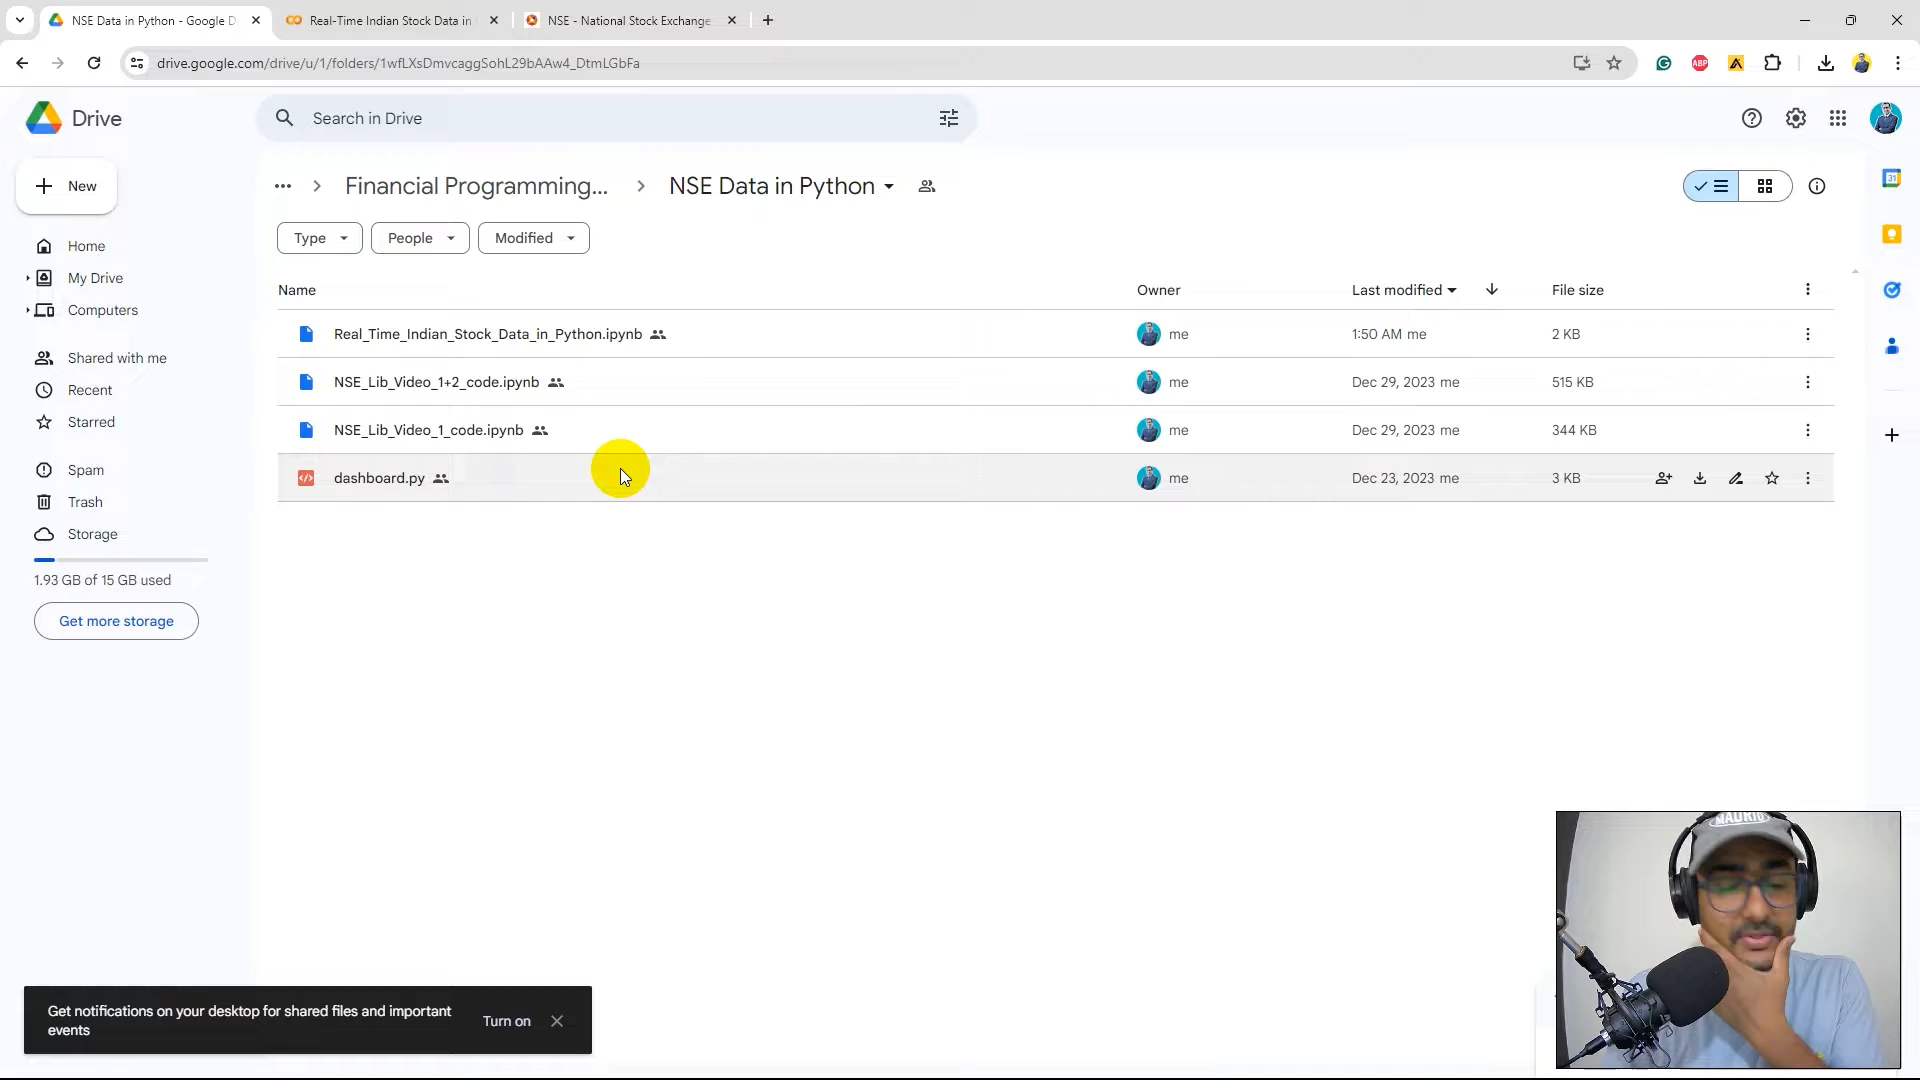 NSE Data in Python - Google D
Real-Time Indian Stock Data in
NSE - National Stock Exchange
drive.google.com/drive/u/1/folders/1wfLXsDmvcaggSohL29bAAw4_DtmLGbFa
ABP
Drive
Search in Drive
New
Financial Programming...
NSE Data in Python
31
Type
People
Modified
Home
My Drive
Computers
Shared with me
Recent
Starred
Spam
Trash
Storage
1.93 GB of 15 GB used
Get more storage
Name
Owner
Last modified
File size
Real_Time_Indian_Stock_Data_in_Python.ipynb
me
1:50 AM me
2 KB
NSE_Lib_Video_1+2_code.ipynb
me
Dec 29, 2023 me
515 KB
NSE_Lib_Video_1_code.ipynb
me
Dec 29, 2023 me
344 KB
dashboard.py
me
Dec 23, 2023 me
3 KB
Get notifications on your desktop for shared files and important
events
Turn on
MADRID